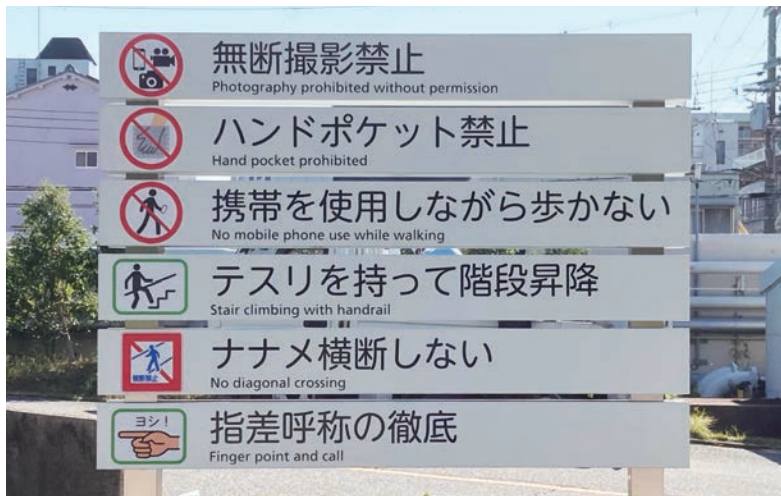 無断撮影禁止
Photography prohibited without permission
ハンドポケット禁止
Hand pocket prohibited
携帯を使用しながら歩かない
No mobile phone use while walking
テスリを持って階段昇降
Stair climbing with handrail
ナナメ横断しない
No diagonal crossing
ヨシ!
指差呼称の徹底
Finger point and call